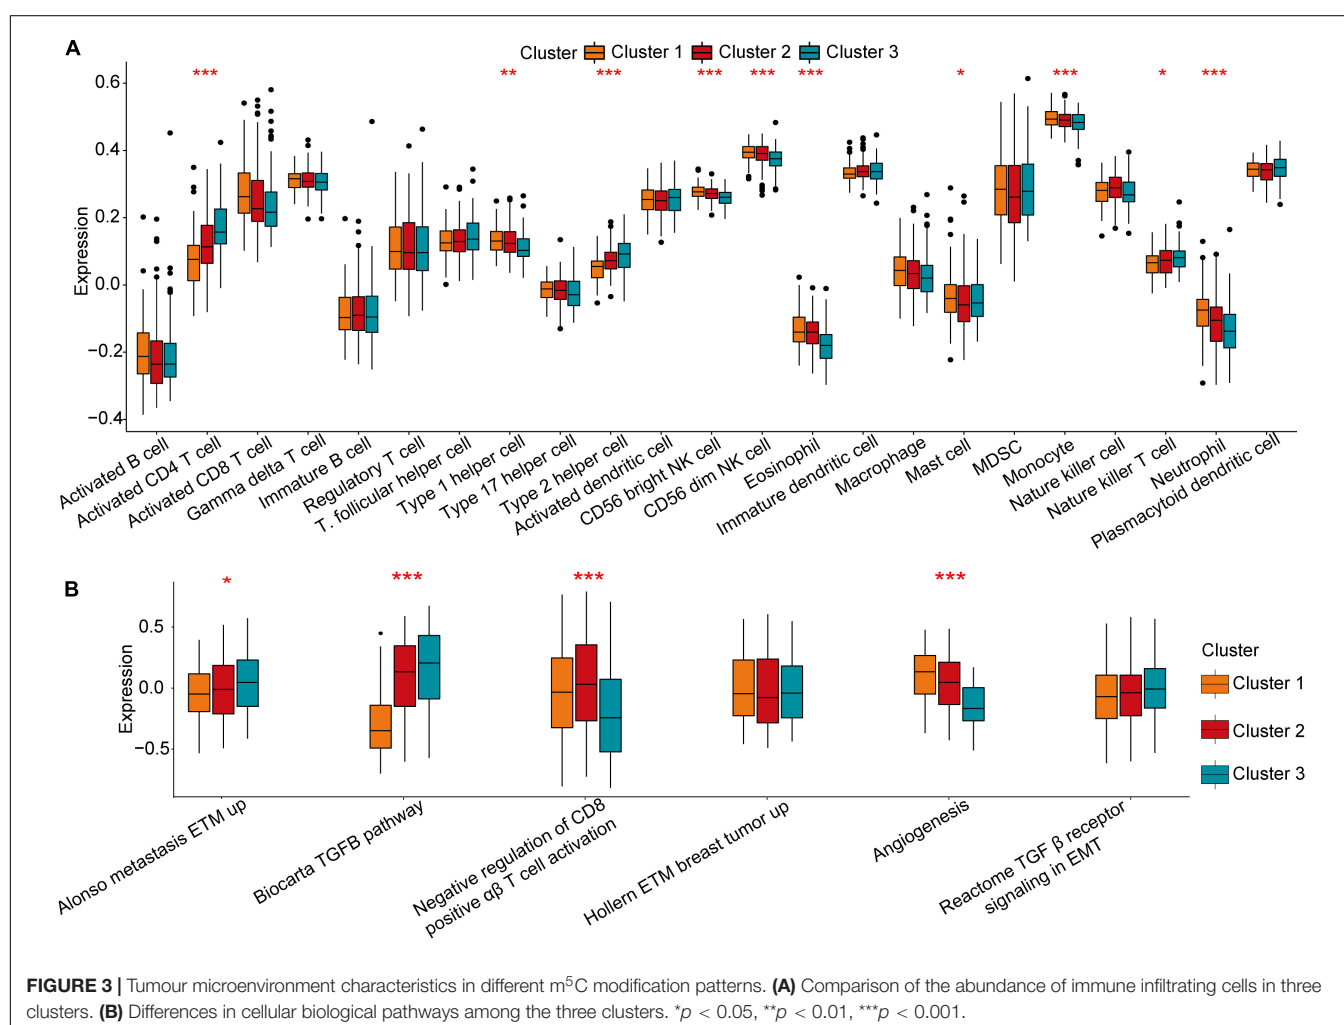 A
Cluster Cluster 1 Cluster 2 Cluster 3
*** ** *** *** *** *** * *** * ***
Expression
0.6
0.4
0.2
0.0
−0.2
−0.4
Activated B cell
Activated CD4 T cell
Activated CD8 T cell
Gamma delta T cell
Immature B cell
Regulatory T cell
T. follicular helper cell
Type 1 helper cell
Type 17 helper cell
Type 2 helper cell
Activated dendritic cell
CD56 bright NK cell
CD56 dim NK cell
Eosinophil
Immature dendritic cell
Macrophage
Mast cell
MDSC
Monocyte
Nature killer cell
Nature killer T cell
Neutrophil
Plasmacytoid dendritic cell
B
* *** *** ***
Expression
0.5
0.0
−0.5
Alonso metastasis ETM up
Biocarta TGFB pathway
Negative regulation of CD8
positive αβ T cell activation
Hollern ETM breast tumor up
Angiogenesis
Reactome TGF β receptor
signaling in EMT
Cluster
Cluster 1
Cluster 2
Cluster 3
FIGURE 3 | Tumour microenvironment characteristics in different m⁵C modification patterns. (A) Comparison of the abundance of immune infiltrating cells in three
clusters. (B) Differences in cellular biological pathways among the three clusters. *p < 0.05, **p < 0.01, ***p < 0.001.